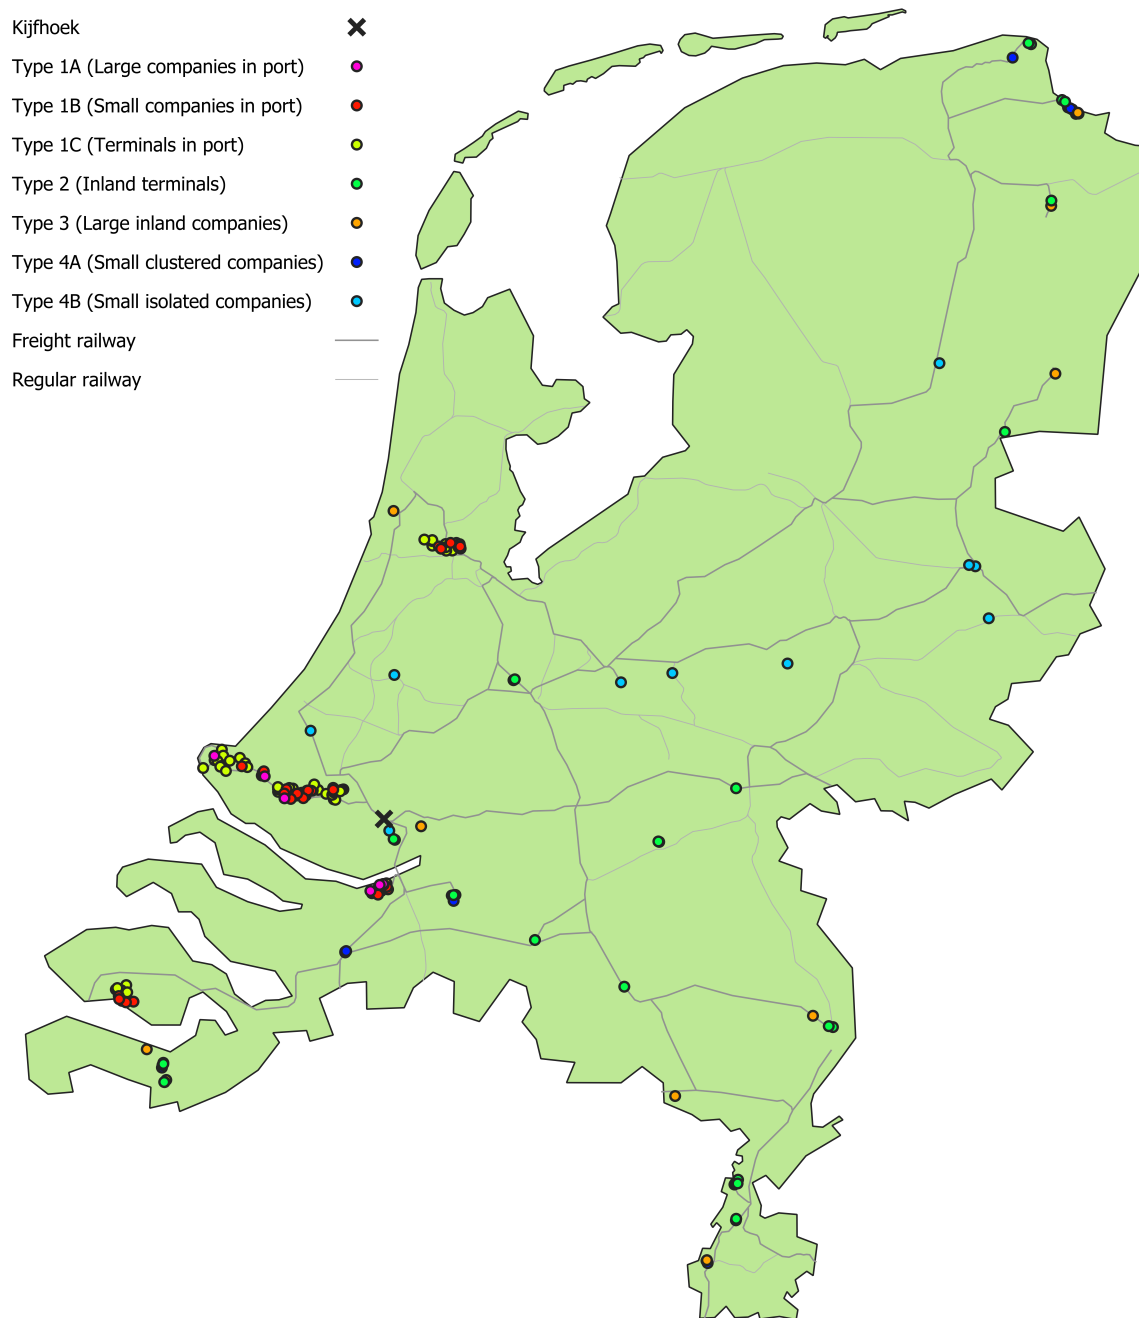 Kijfhoek
Type 1A (Large companies in port)
Type 1B (Small companies in port)
Type 1C (Terminals in port)
Type 2 (Inland terminals)
Type 3 (Large inland companies)
Type 4A (Small clustered companies)
Type 4B (Small isolated companies)
Freight railway
Regular railway